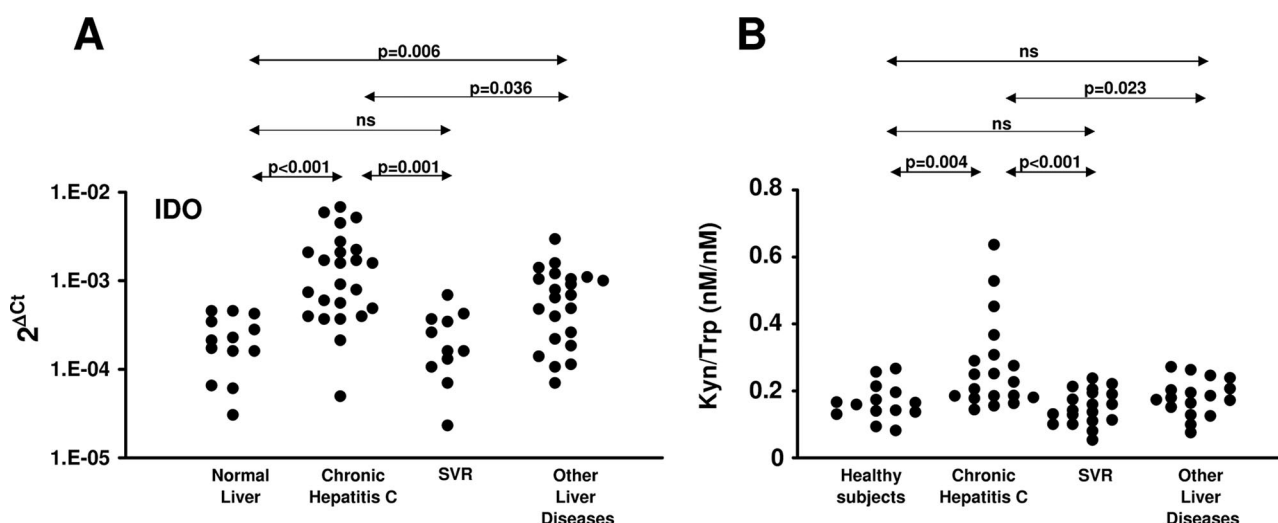 A
p=0.006
p=0.036
ns
p<0.001 p=0.001
1.E-02
IDO
1.E-03
2ΔCt
1.E-04
1.E-05
Normal Liver
Chronic Hepatitis C
SVR
Other Liver Diseases
B
ns
p=0.023
ns
p=0.004 p<0.001
0.8
0.6
Kyn/Trp (nM/nM)
0.4
0.2
0
Healthy subjects
Chronic Hepatitis C
SVR
Other Liver Diseases